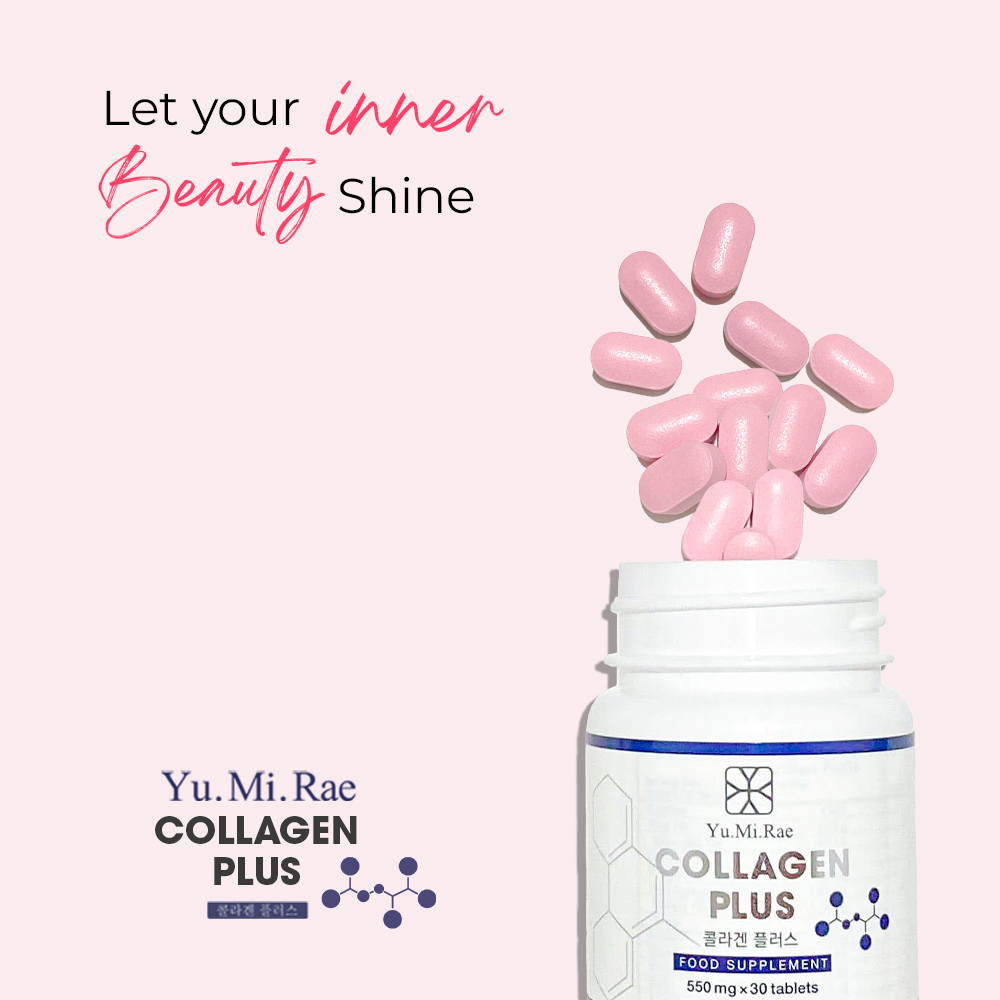 Let your inner
Beauty Shine
Yu.Mi.Rae
COLLAGEN
PLUS
콜라겐 플러스
Yu.Mi.Rae
COLLAGEN
PLUS
콜라겐 플러스
FOOD SUPPLEMENT
550 mg x 30 tablets